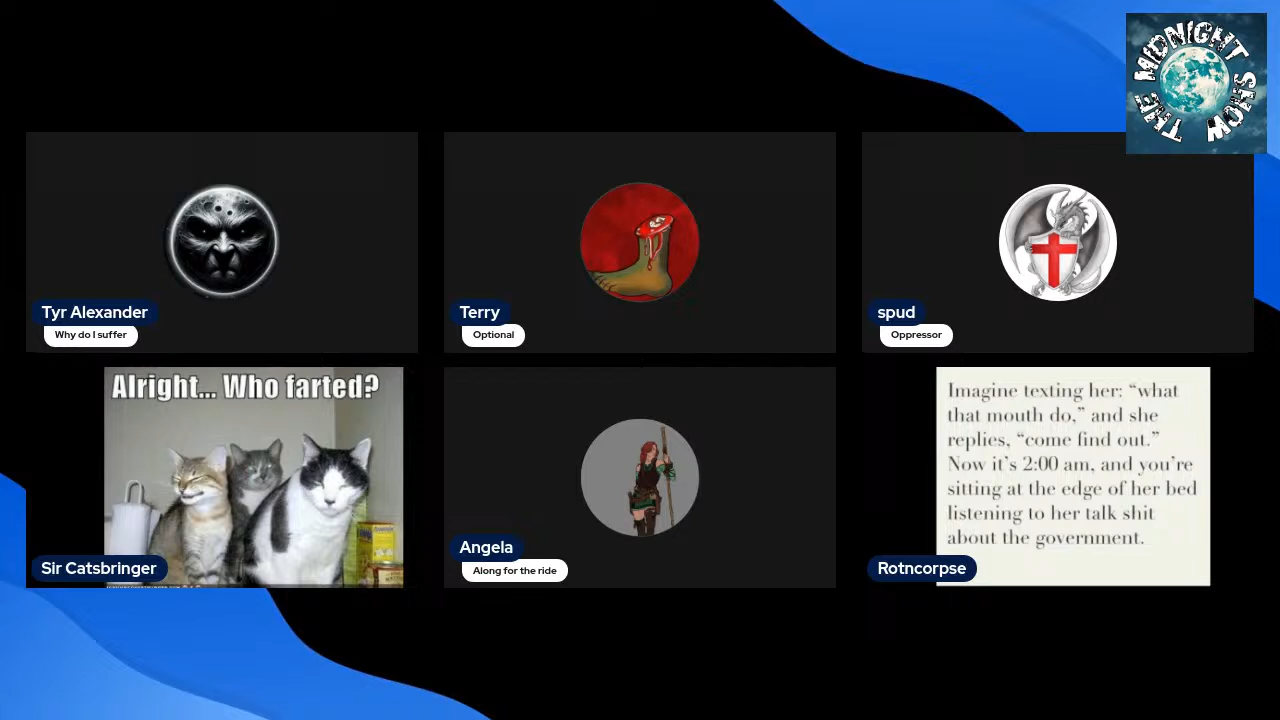 THE MIDNIGHT SHOW
Tyr Alexander
Why do I suffer
Terry
Optional
spud
Oppressor
Alright... Who farted?
Sir Catsbringer
Angela
Along for the ride
Imagine texting her: “what
that mouth do,” and she
replies, “come find out.”
Now it’s 2:00 am, and you’re
sitting at the edge of her bed
listening to her talk shit
about the government.
Rotncorpse